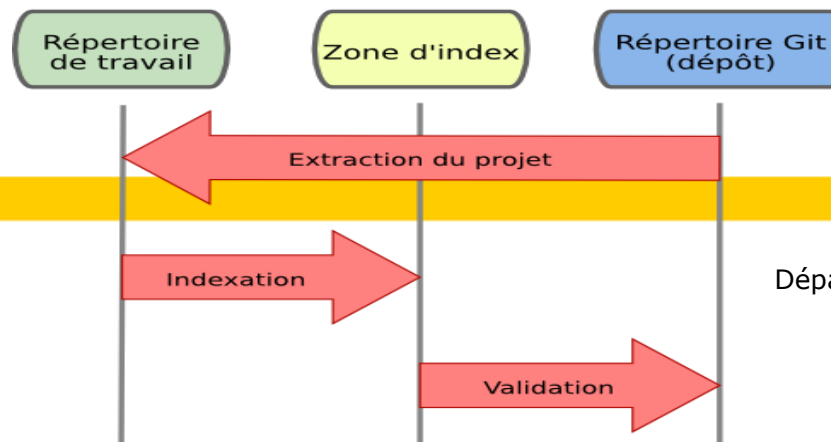 Répertoire
de travail
Zone d'index
Répertoire Git
(dépôt)
Extraction du projet
Indexation
Validation